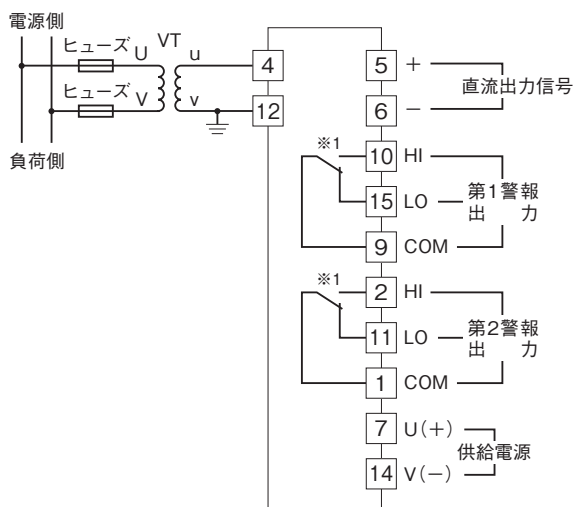 電源側
ヒューズ U VT u
ヒューズ V v
負荷側
4
12
5 +
6 −
直流出力信号
※1
10 HI
15 LO
9 COM
第1警報
出 力
※1
2 HI
11 LO
1 COM
第2警報
出 力
7 U(+)
14 V(−)
供給電源